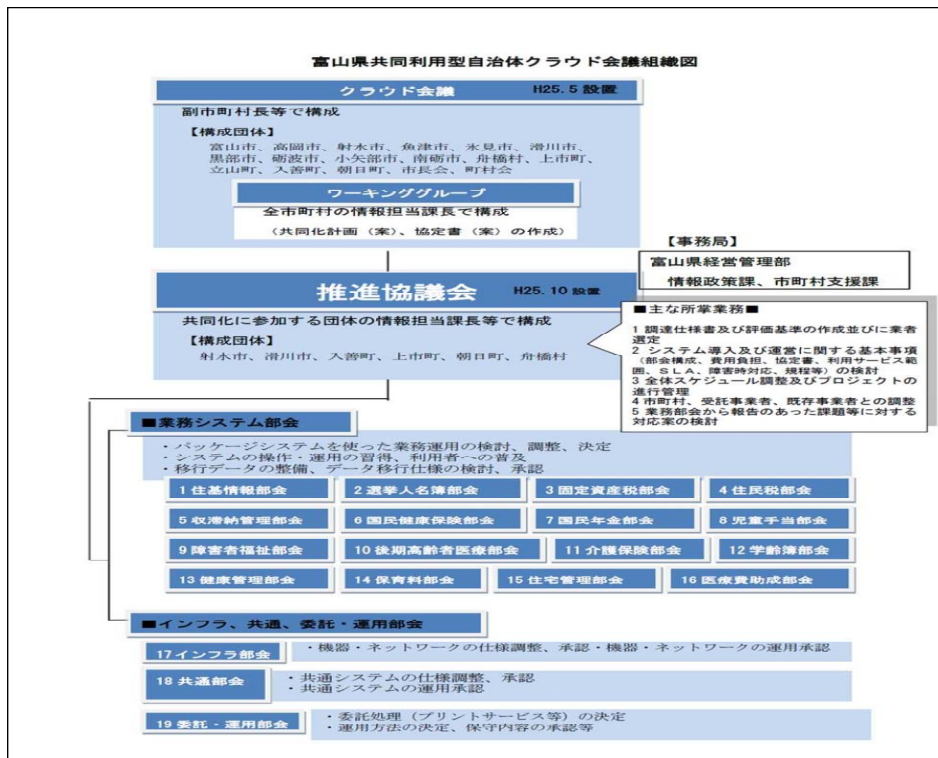 富山県共同利用型自治体クラウド会議組織図
クラウド会議 H25.5 設置
副市町村長等で構成
【構成団体】
富山市、高岡市、射水市、魚津市、氷見市、滑川市、
黒部市、砺波市、小矢部市、南砺市、舟橋村、上市町、
立山町、入善町、朝日町、市長会、町村会
ワーキンググループ
全市町村の情報担当課長で構成
（共同化計画（案）、協定書（案）の作成）
【事務局】
富山県経営管理部
情報政策課、市町村支援課
推進協議会 H25.10 設置
共同化に参加する団体の情報担当課長等で構成
【構成団体】
射水市、滑川市、入善町、上市町、朝日町、舟橋村
■主な所掌業務■
1 調達仕様書及び評価基準の作成並びに業者
選定
2 システム導入及び運営に関する基本事項
（部会構成、費用負担、協定書、利用サービス範
囲、SLA、障害時対応、規程等）の検討
3 全体スケジュール調整及びプロジェクトの
進行管理
4 市町村、受託事業者、既存事業者との調整
5 業務部会から報告のあった課題等に対する
対応案の検討
■業務システム部会
・パッケージシステムを使った業務運用の検討、調整、決定
・システムの操作・運用の習得、利用者への普及
・移行データの整備、データ移行仕様の検討、承認
1 住基情報部会 2 選挙人名簿部会 3 固定資産税部会 4 住民税部会
5 収滞納管理部会 6 国民健康保険部会 7 国民年金部会 8 児童手当部会
9 障害者福祉部会 10 後期高齢者医療部会 11 介護保険部会 12 学齢簿部会
13 健康管理部会 14 保育料部会 15 住宅管理部会 16 医療費助成部会
■インフラ、共通、委託・運用部会
17 インフラ部会 ・機器・ネットワークの仕様調整、承認・機器・ネットワークの運用承認
18 共通部会 ・共通システムの仕様調整、承認
・共通システムの運用承認
19 委託・運用部会 ・委託処理（プリントサービス等）の決定
・運用方法の決定、保守内容の承認等